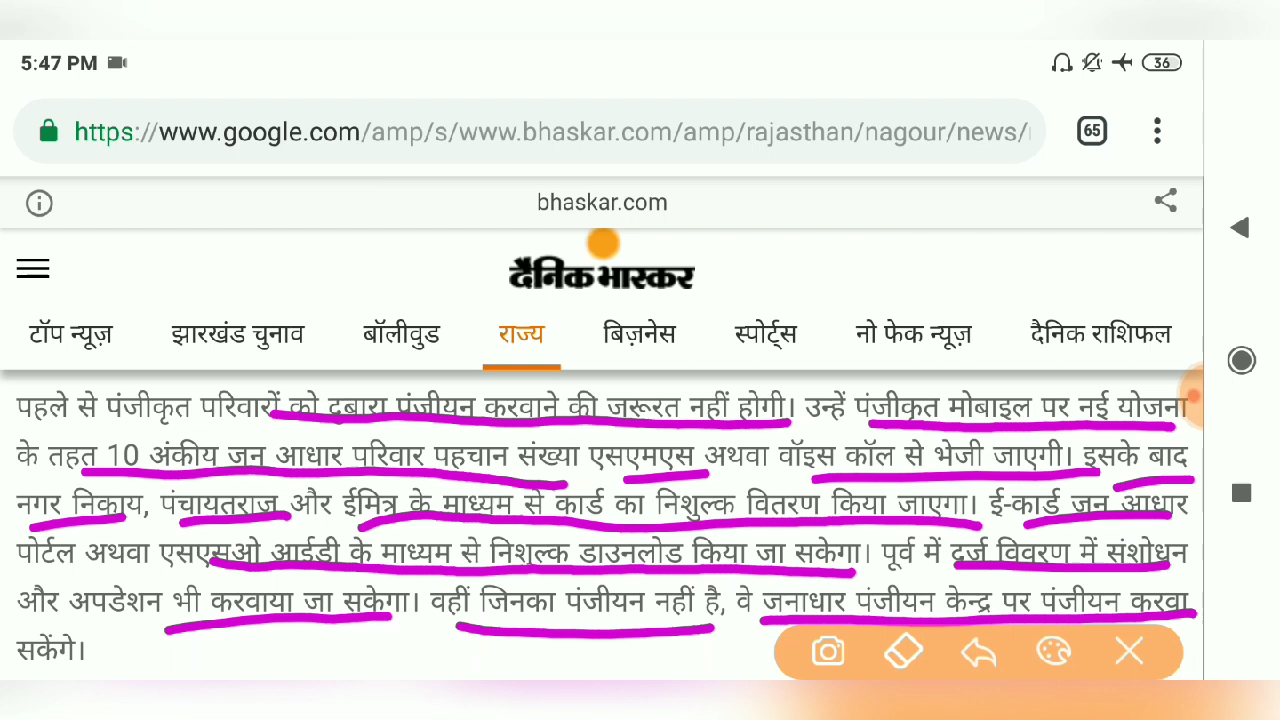 5:47 PM 36
https://www.google.com/amp/s/www.bhaskar.com/amp/rajasthan/nagour/news/ 65
bhaskar.com
दैनिक भास्कर
टॉप न्यूज़ झारखंड चुनाव बॉलीवुड राज्य बिज़नेस स्पोर्ट्स नो फेक न्यूज़ दैनिक राशिफल
पहले से पंजीकृत परिवारों को दुबारा पंजीयन करवाने की जरूरत नहीं होगी। उन्हें पंजीकृत मोबाइल पर नई योजना
के तहत 10 अंकीय जन आधार परिवार पहचान संख्या एसएमएस अथवा वॉइस कॉल से भेजी जाएगी। इसके बाद
नगर निकाय, पंचायतराज और ईमित्र के माध्यम से कार्ड का निशुल्क वितरण किया जाएगा। ई-कार्ड जन आधार
पोर्टल अथवा एसएसओ आईडी के माध्यम से निशुल्क डाउनलोड किया जा सकेगा। पूर्व में दर्ज विवरण में संशोधन
और अपडेशन भी करवाया जा सकेगा। वहीं जिनका पंजीयन नहीं है, वे जनाधार पंजीयन केन्द्र पर पंजीयन करवा
सकेंगे।